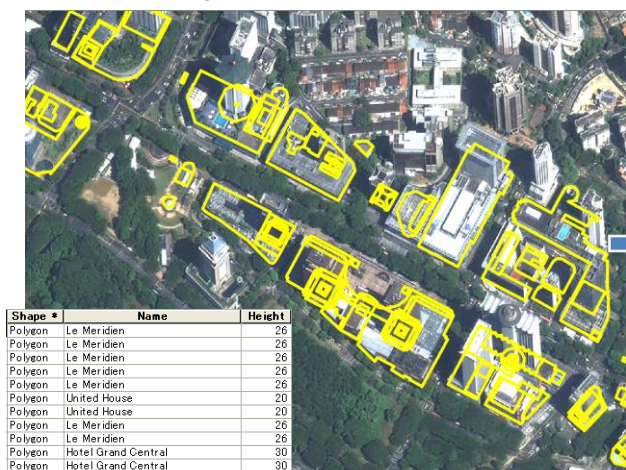 Shape * Name Height
Polygon Le Meridien 26
Polygon Le Meridien 26
Polygon Le Meridien 26
Polygon Le Meridien 26
Polygon Le Meridien 26
Polygon United House 20
Polygon United House 20
Polygon Le Meridien 26
Polygon Le Meridien 26
Polygon Hotel Grand Central 30
Polygon Hotel Grand Central 30